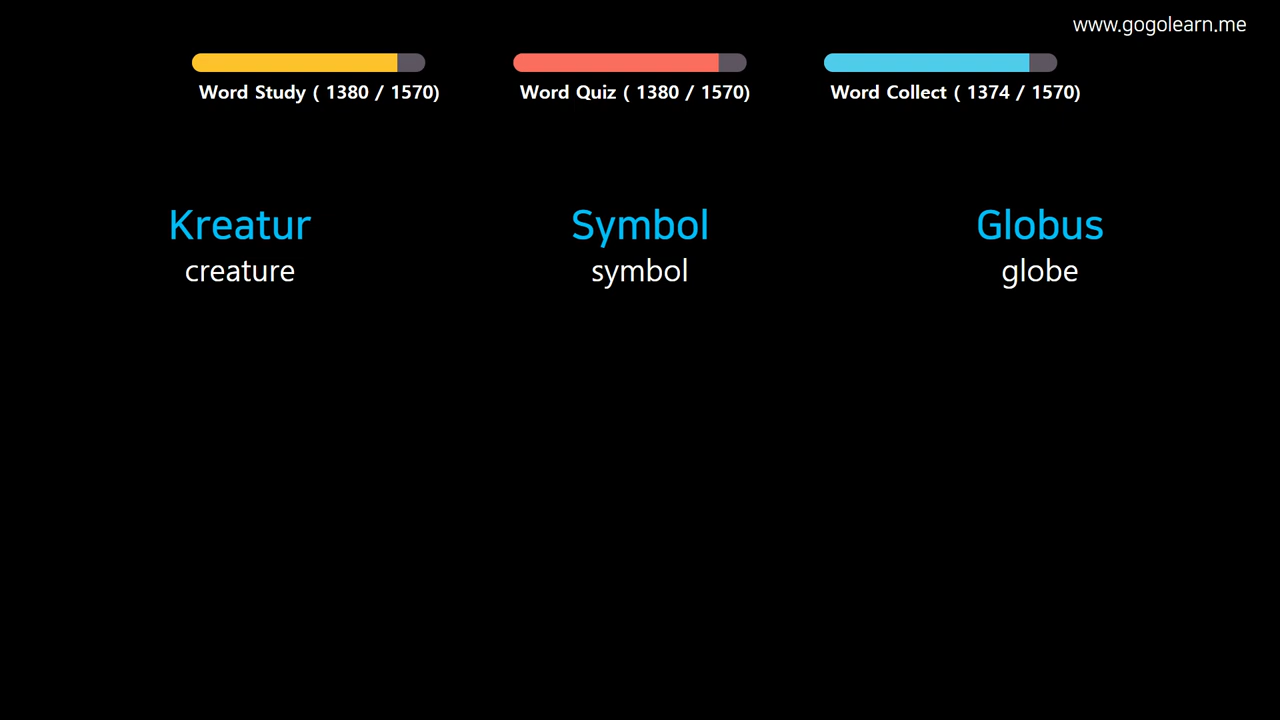 www.gogolearn.me
Word Study ( 1380 / 1570)
Word Quiz ( 1380 / 1570)
Word Collect ( 1374 / 1570)
Kreatur
creature
Symbol
symbol
Globus
globe